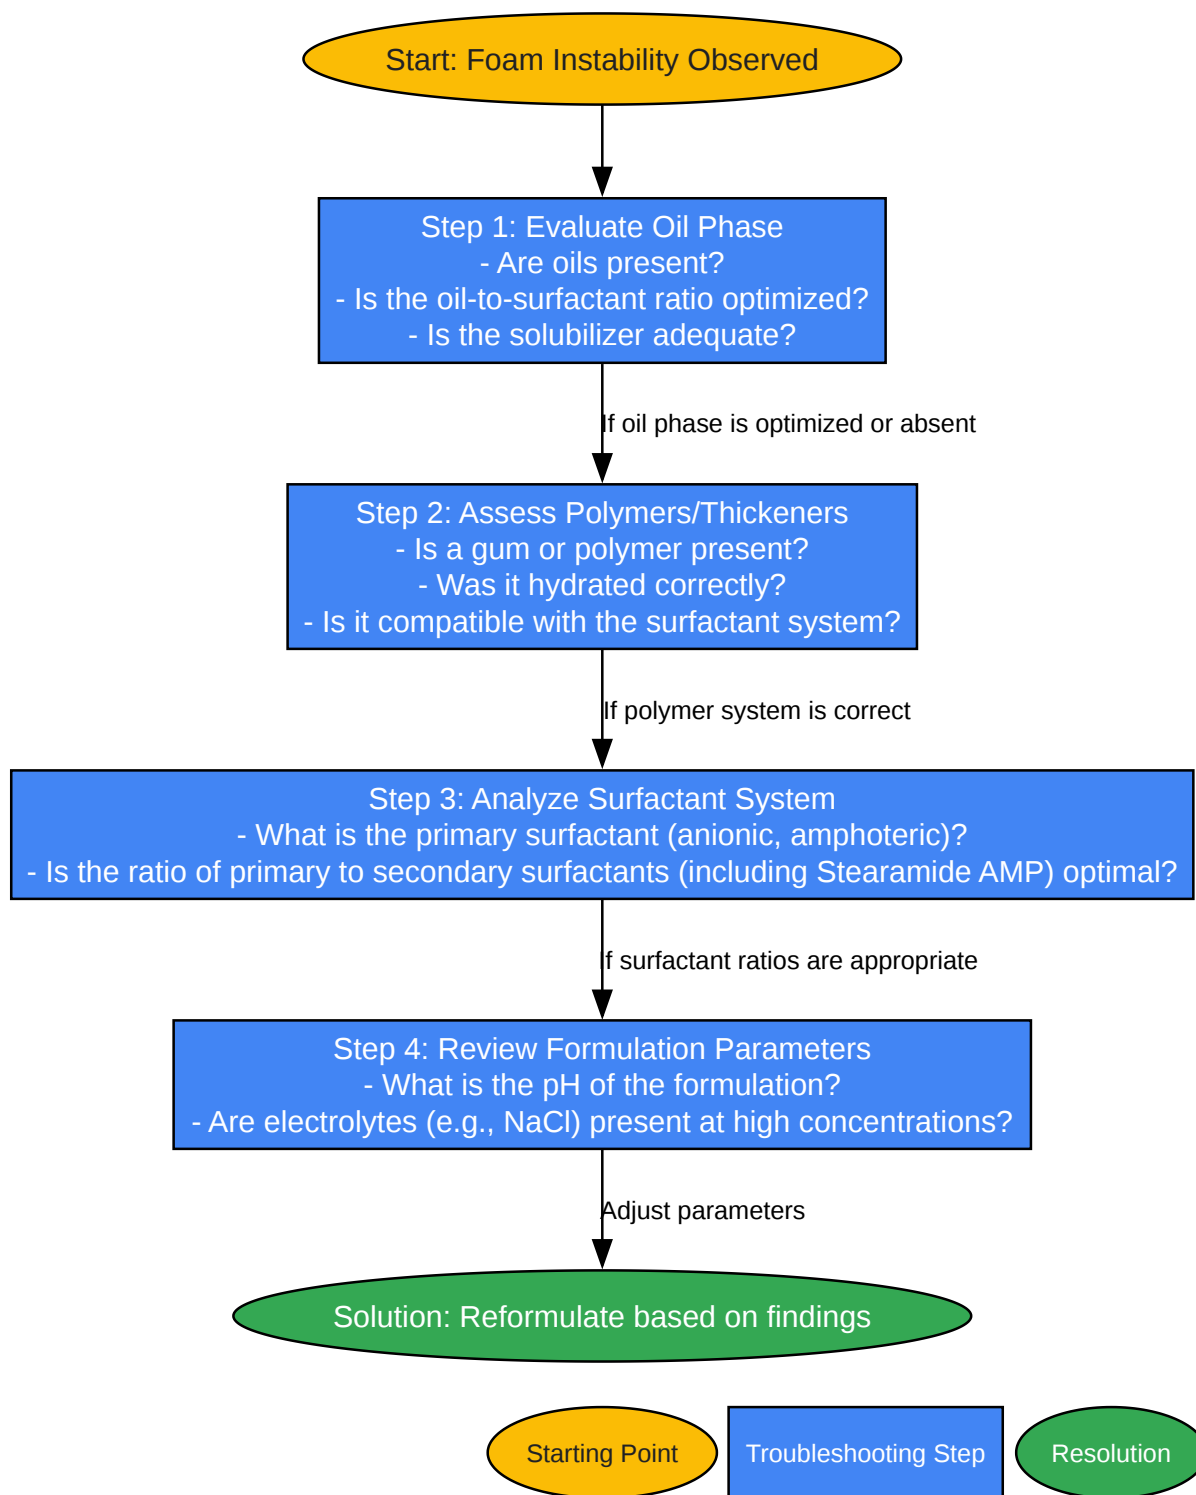 Start: Foam Instability Observed
Step 1: Evaluate Oil Phase
- Are oils present?
- Is the oil-to-surfactant ratio optimized?
- Is the solubilizer adequate?
If oil phase is optimized or absent
Step 2: Assess Polymers/Thickeners
- Is a gum or polymer present?
- Was it hydrated correctly?
- Is it compatible with the surfactant system?
If polymer system is correct
Step 3: Analyze Surfactant System
- What is the primary surfactant (anionic, amphoteric)?
- Is the ratio of primary to secondary surfactants (including Stearamide AMP) optimal?
If surfactant ratios are appropriate
Step 4: Review Formulation Parameters
- What is the pH of the formulation?
- Are electrolytes (e.g., NaCl) present at high concentrations?
Adjust parameters
Solution: Reformulate based on findings
Starting Point
Troubleshooting Step
Resolution